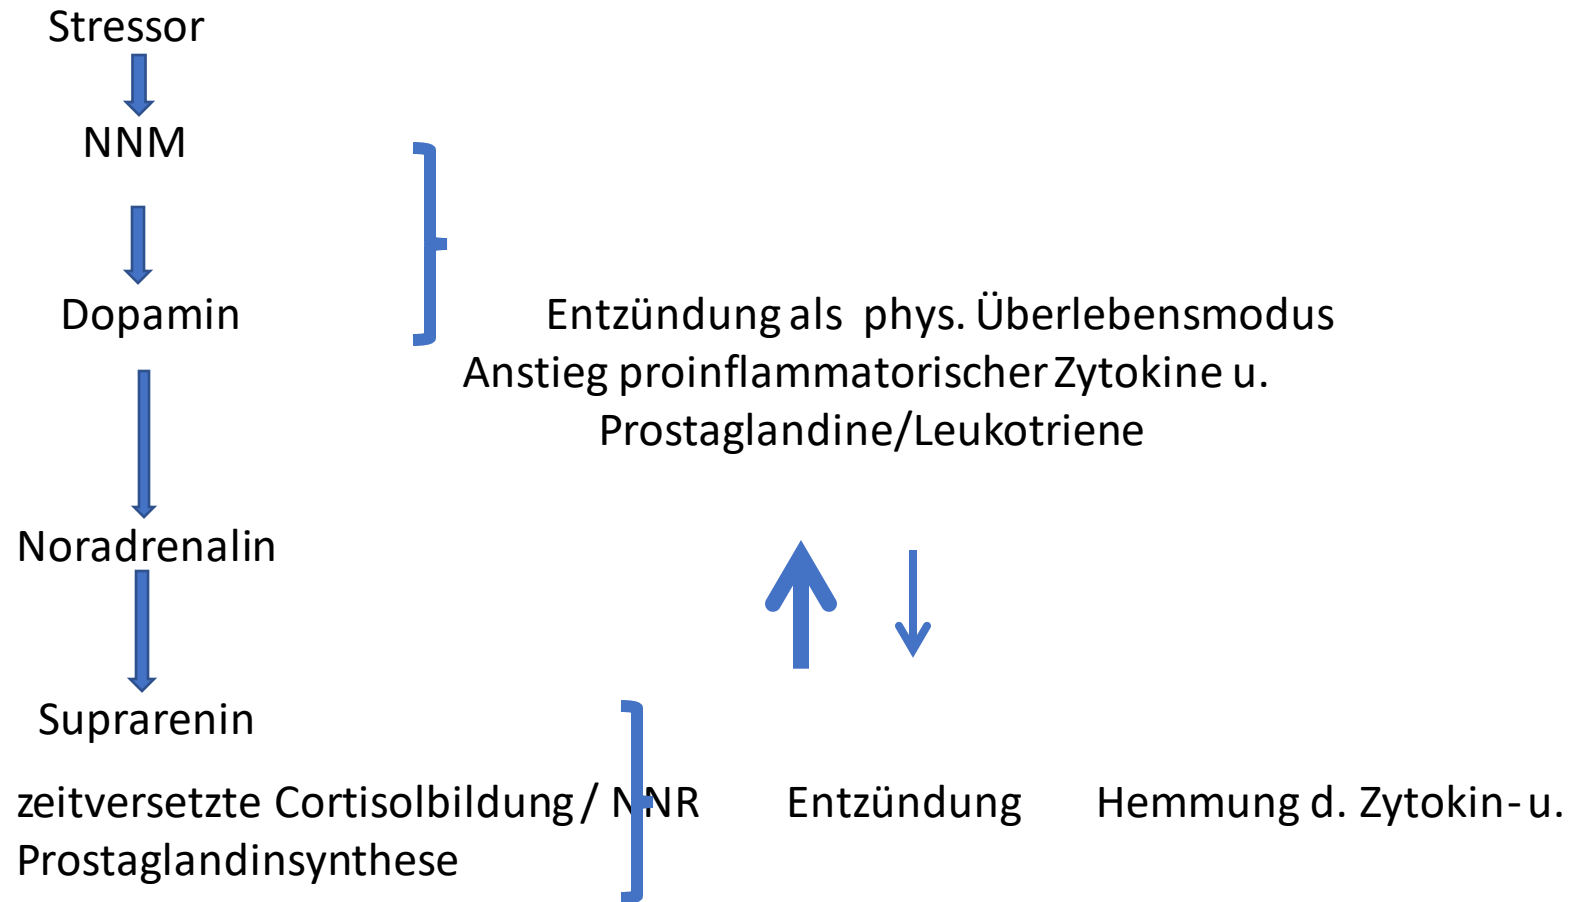 Stressor
NNM
Dopamin
Entzündung als phys. Überlebensmodus
Anstieg proinflammatorischer Zytokine u.
Prostaglandine/Leukotriene
Noradrenalin
Suprarenin
zeitversetzte Cortisolbildung / NNR Entzündung Hemmung d. Zytokin- u.
Prostaglandinsynthese